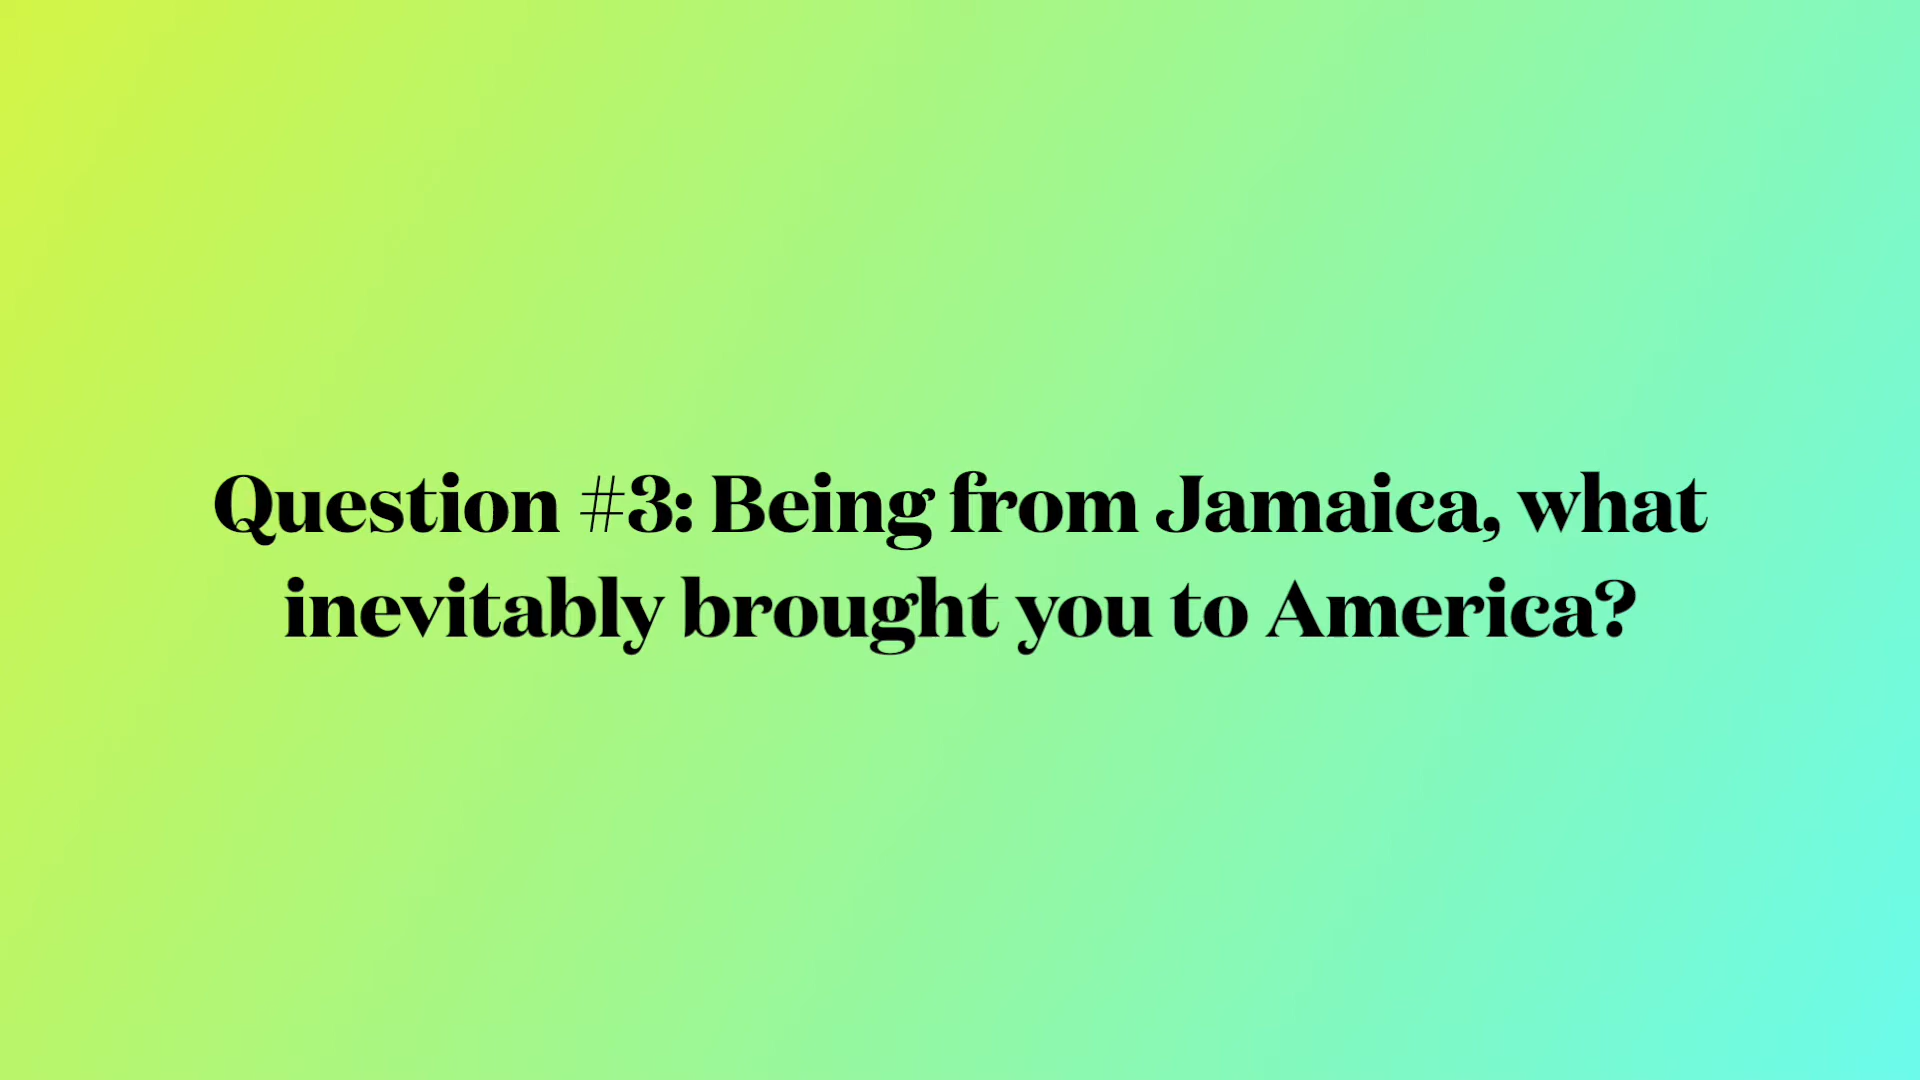 Question #3: Being from Jamaica, what
inevitably brought you to America?